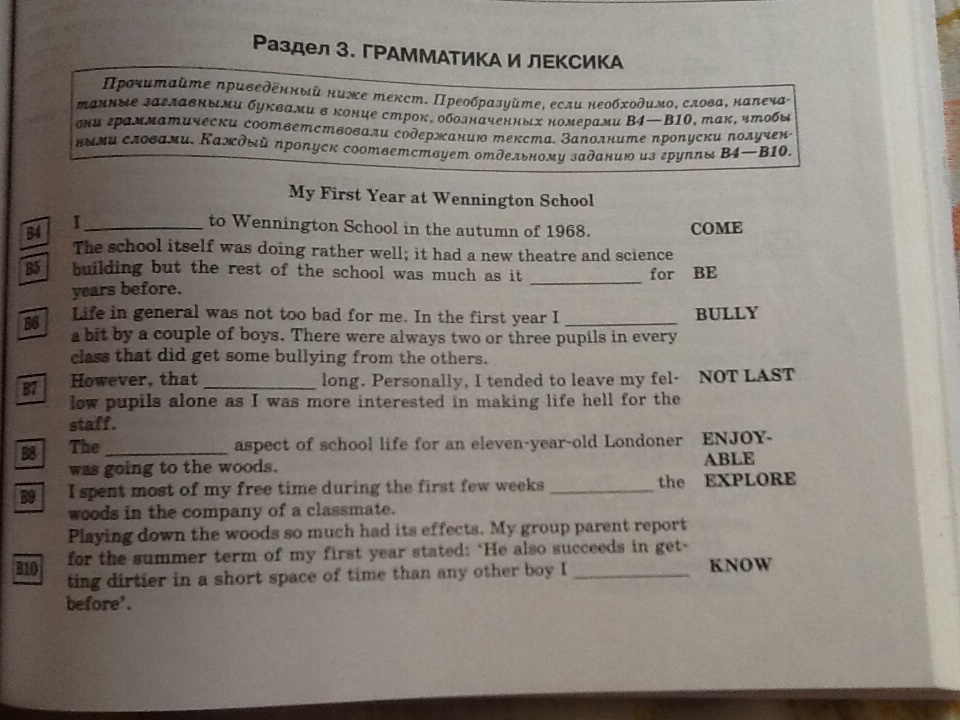 Раздел 3. ГРАММАТИКА И ЛЕКСИКА
Прочитайте приведённый ниже текст. Преобразуйте, если необходимо, слова, напеча-
танные заглавными буквами в конце строк, обозначенных номерами B4—B10, так, чтобы
они грамматически соответствовали содержанию текста. Заполните пропуски получен-
ными словами. Каждый пропуск соответствует отдельному заданию из группы B4—B10.
My First Year at Wennington School
B4 I ___________ to Wennington School in the autumn of 1968. COME
The school itself was doing rather well; it had a new theatre and science
B5 building but the rest of the school was much as it ___________ for BE
years before.
B6 Life in general was not too bad for me. In the first year I ___________ BULLY
a bit by a couple of boys. There were always two or three pupils in every
class that did get some bullying from the others.
B7 However, that ___________ long. Personally, I tended to leave my fel- NOT LAST
low pupils alone as I was more interested in making life hell for the
staff.
B8 The ___________ aspect of school life for an eleven-year-old Londoner ENJOY-
was going to the woods. ABLE
B9 I spent most of my free time during the first few weeks ___________ the EXPLORE
woods in the company of a classmate.
Playing down the woods so much had its effects. My group parent report
for the summer term of my first year stated: ‘He also succeeds in get-
B10 ting dirtier in a short space of time than any other boy I ___________ KNOW
before’.